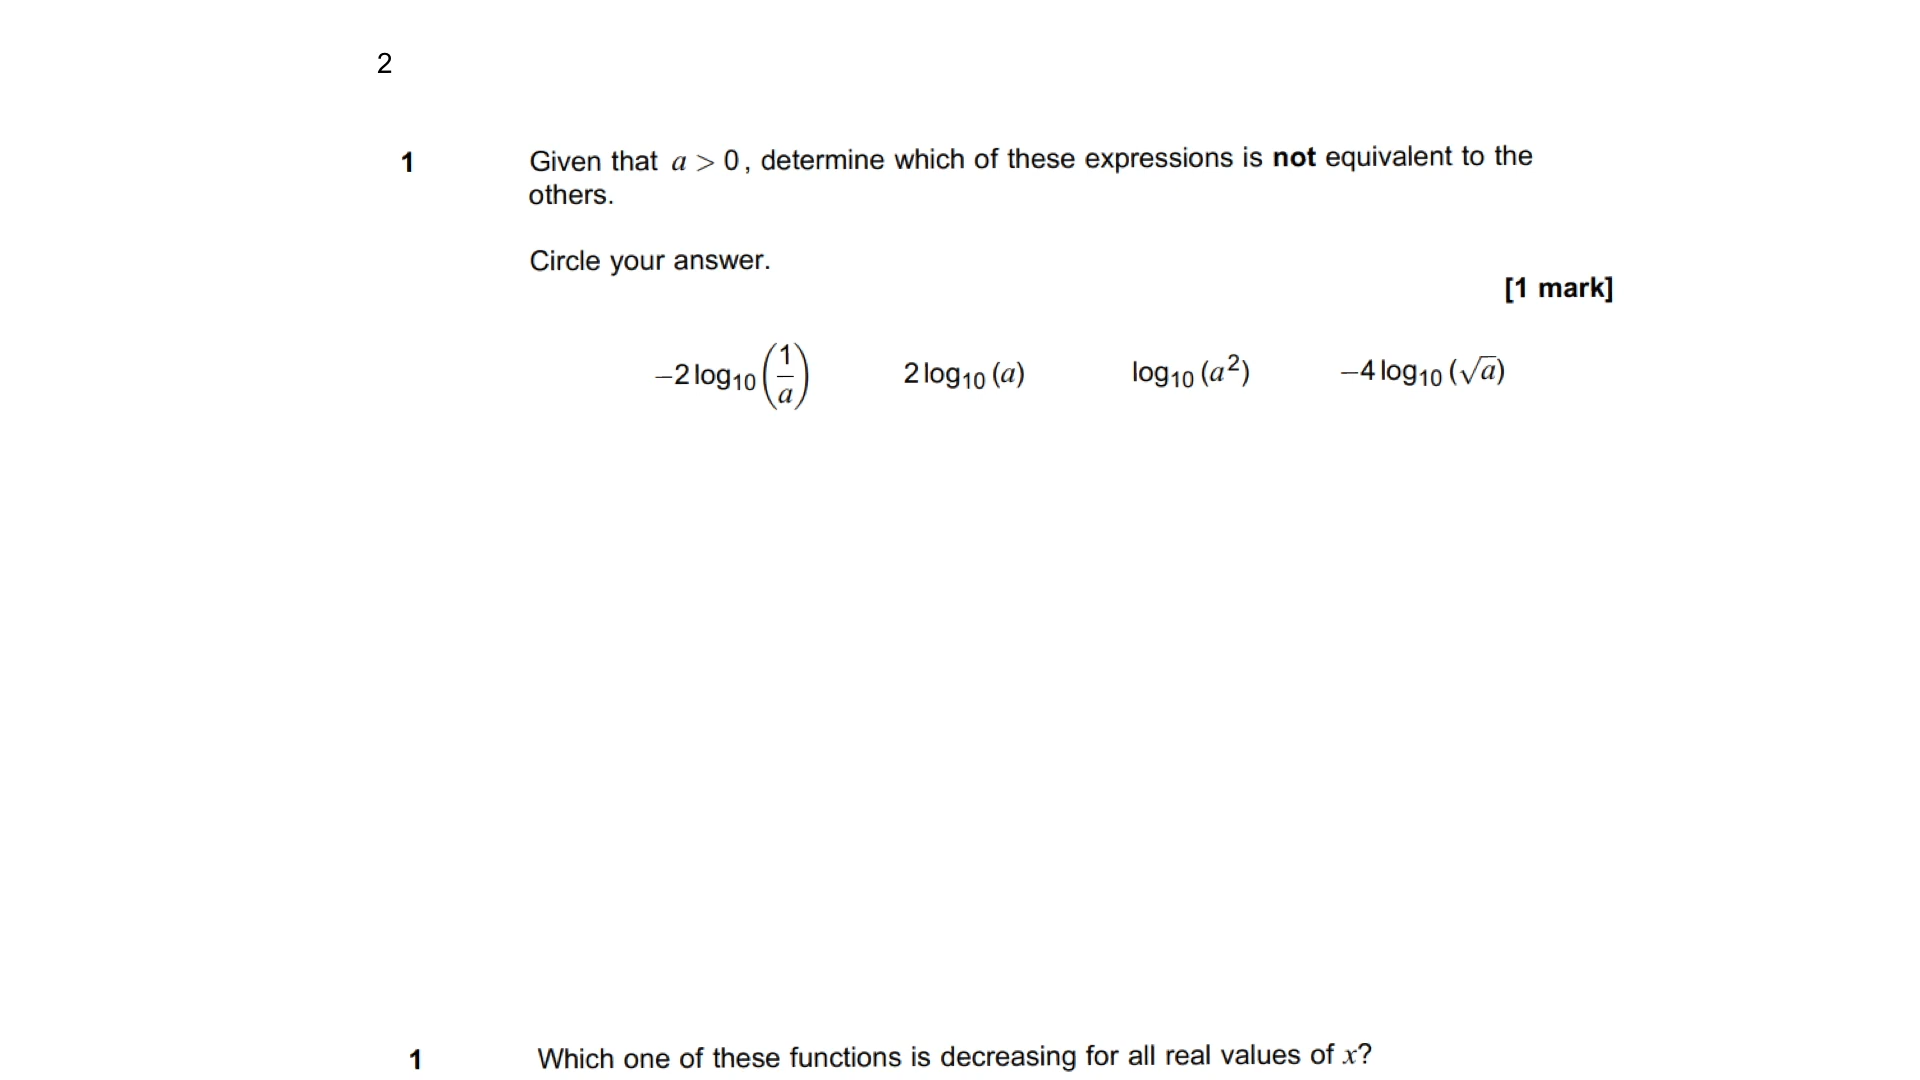 2
1 Given that a > 0, determine which of these expressions is not equivalent to the
others.
Circle your answer.
[1 mark]
−2 log₁₀ (1/a) 2 log₁₀ (a) log₁₀ (a²) −4 log₁₀ (√a)
1 Which one of these functions is decreasing for all real values of x?